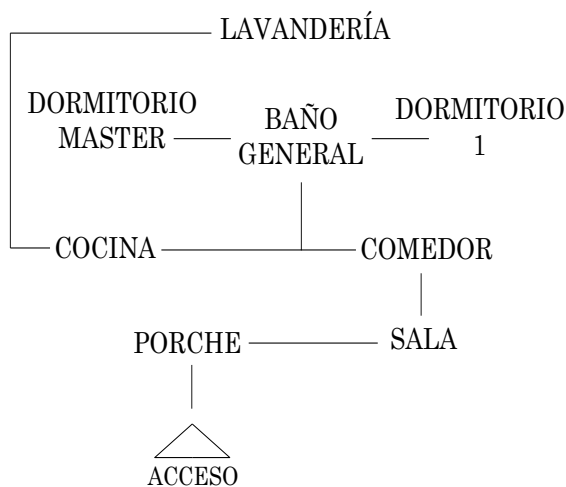 LAVANDERÍA
DORMITORIO
MASTER
BAÑO
GENERAL
DORMITORIO
1
COCINA
COMEDOR
PORCHE
SALA
ACCESO